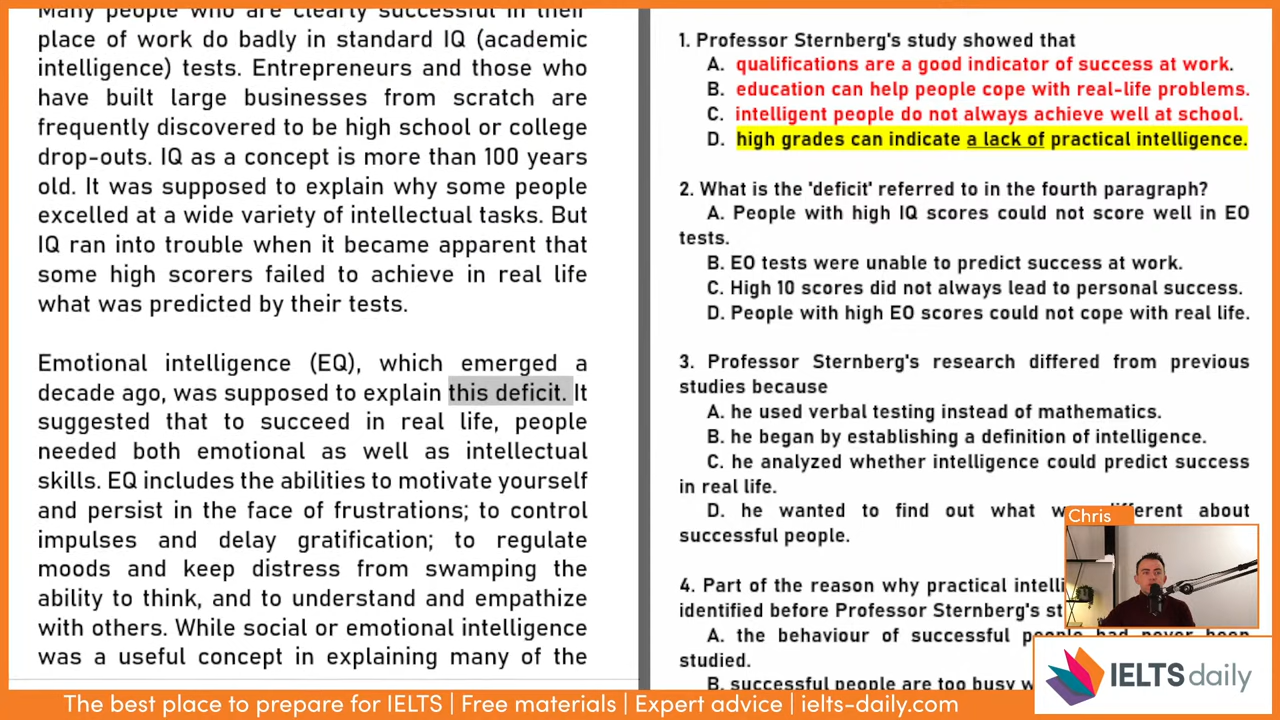 Many people who are clearly successful in their
place of work do badly in standard IQ (academic
intelligence) tests. Entrepreneurs and those who
have built large businesses from scratch are
frequently discovered to be high school or college
drop-outs. IQ as a concept is more than 100 years
old. It was supposed to explain why some people
excelled at a wide variety of intellectual tasks. But
IQ ran into trouble when it became apparent that
some high scorers failed to achieve in real life
what was predicted by their tests.
Emotional intelligence (EQ), which emerged a
decade ago, was supposed to explain this deficit. It
suggested that to succeed in real life, people
needed both emotional as well as intellectual
skills. EQ includes the abilities to motivate yourself
and persist in the face of frustrations; to control
impulses and delay gratification; to regulate
moods and keep distress from swamping the
ability to think, and to understand and empathize
with others. While social or emotional intelligence
was a useful concept in explaining many of the
1. Professor Sternberg's study showed that
A. qualifications are a good indicator of success at work.
B. education can help people cope with real-life problems.
C. intelligent people do not always achieve well at school.
D. high grades can indicate a lack of practical intelligence.
2. What is the 'deficit' referred to in the fourth paragraph?
A. People with high IQ scores could not score well in EO
tests.
B. EO tests were unable to predict success at work.
C. High 10 scores did not always lead to personal success.
D. People with high EO scores could not cope with real life.
3. Professor Sternberg's research differed from previous
studies because
A. he used verbal testing instead of mathematics.
B. he began by establishing a definition of intelligence.
C. he analyzed whether intelligence could predict success
in real life.
D. he wanted to find out what w erent about
successful people.
4. Part of the reason why practical intelli
identified before Professor Sternberg's st
A. the behaviour of successful people had never been
studied.
B. successful people are too busy w
Chris
IELTS daily
The best place to prepare for IELTS | Free materials | Expert advice | ielts-daily.com